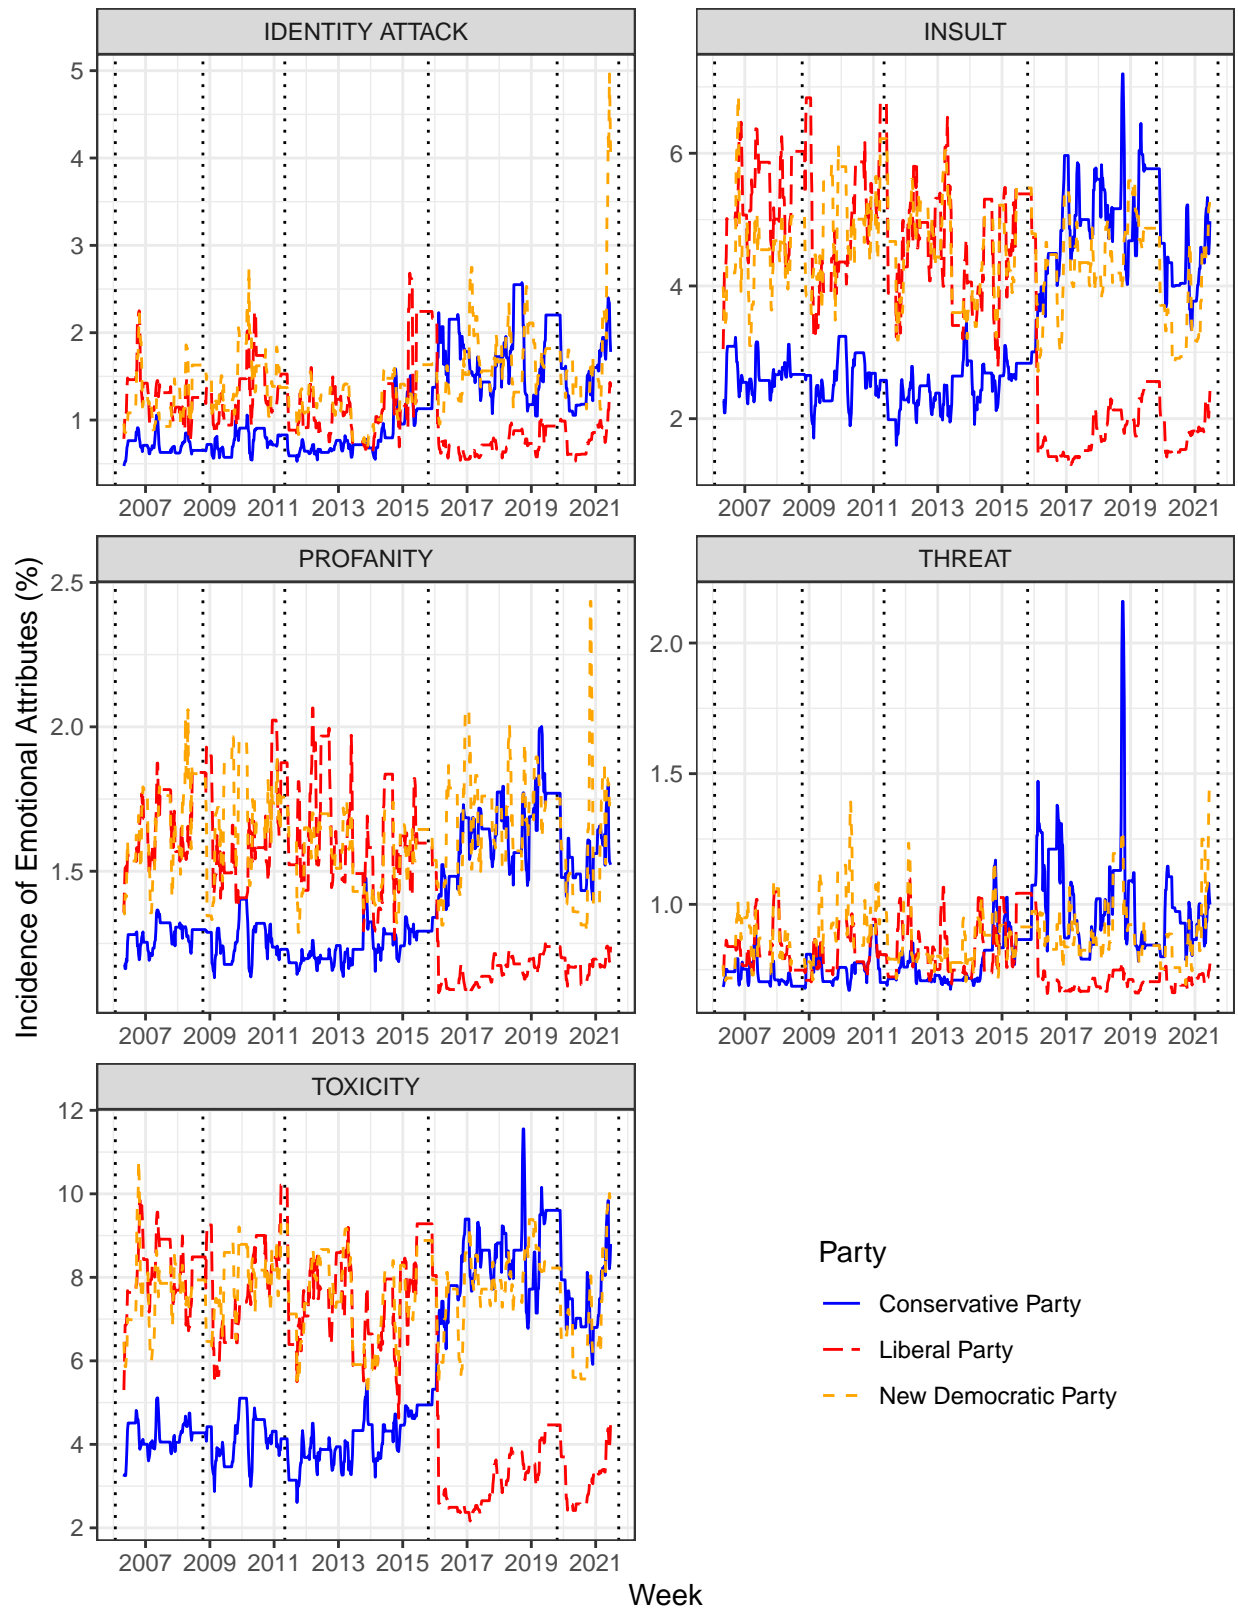 IDENTITY ATTACK
INSULT
5
4
3
2
1
6
4
2
2007 2009 2011 2013 2015 2017 2019 2021
2007 2009 2011 2013 2015 2017 2019 2021
PROFANITY
THREAT
Incidence of Emotional Attributes (%)
2.5
2.0
1.5
2.0
1.5
1.0
2007 2009 2011 2013 2015 2017 2019 2021
2007 2009 2011 2013 2015 2017 2019 2021
TOXICITY
12
10
8
6
4
2
2007 2009 2011 2013 2015 2017 2019 2021
Party
Conservative Party
Liberal Party
New Democratic Party
Week